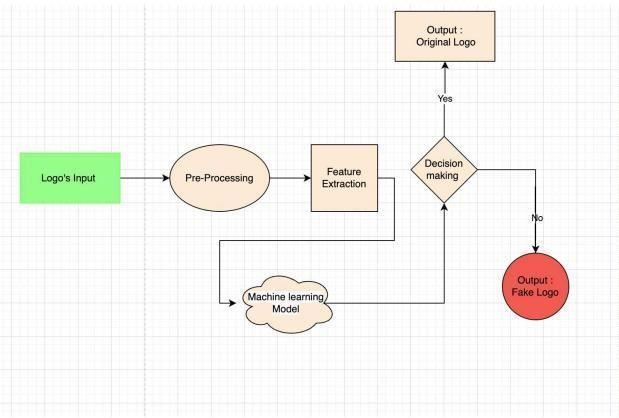 Output :
Original Logo
Yes
Logo's Input
Pre-Processing
Feature
Extraction
Decision
making
No
Machine learning
Model
Output :
Fake Logo